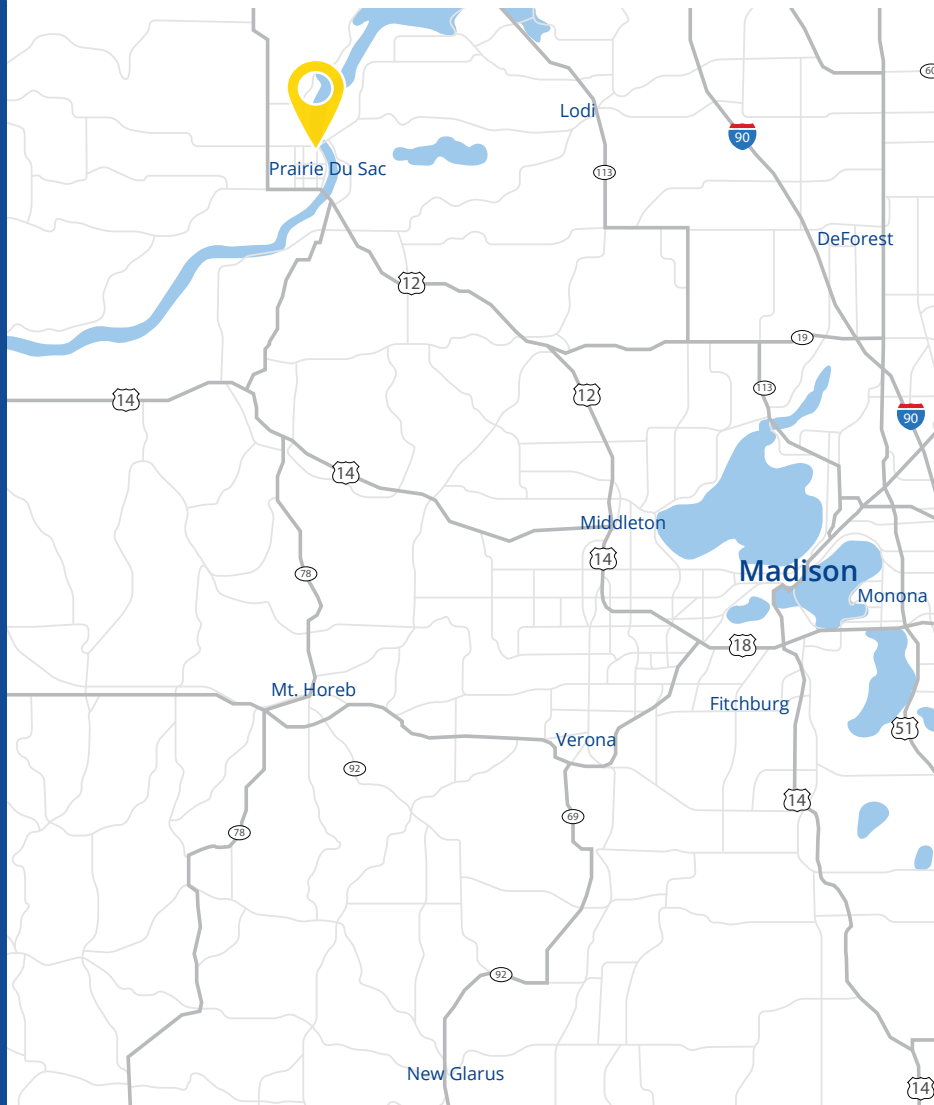 60
Lodi
90
113
Prairie Du Sac
DeForest
12
19
113
12
14
90
14
Middleton
14
Madison
78
Monona
18
Mt. Horeb
Fitchburg
51
Verona
92
14
69
78
92
New Glarus
14